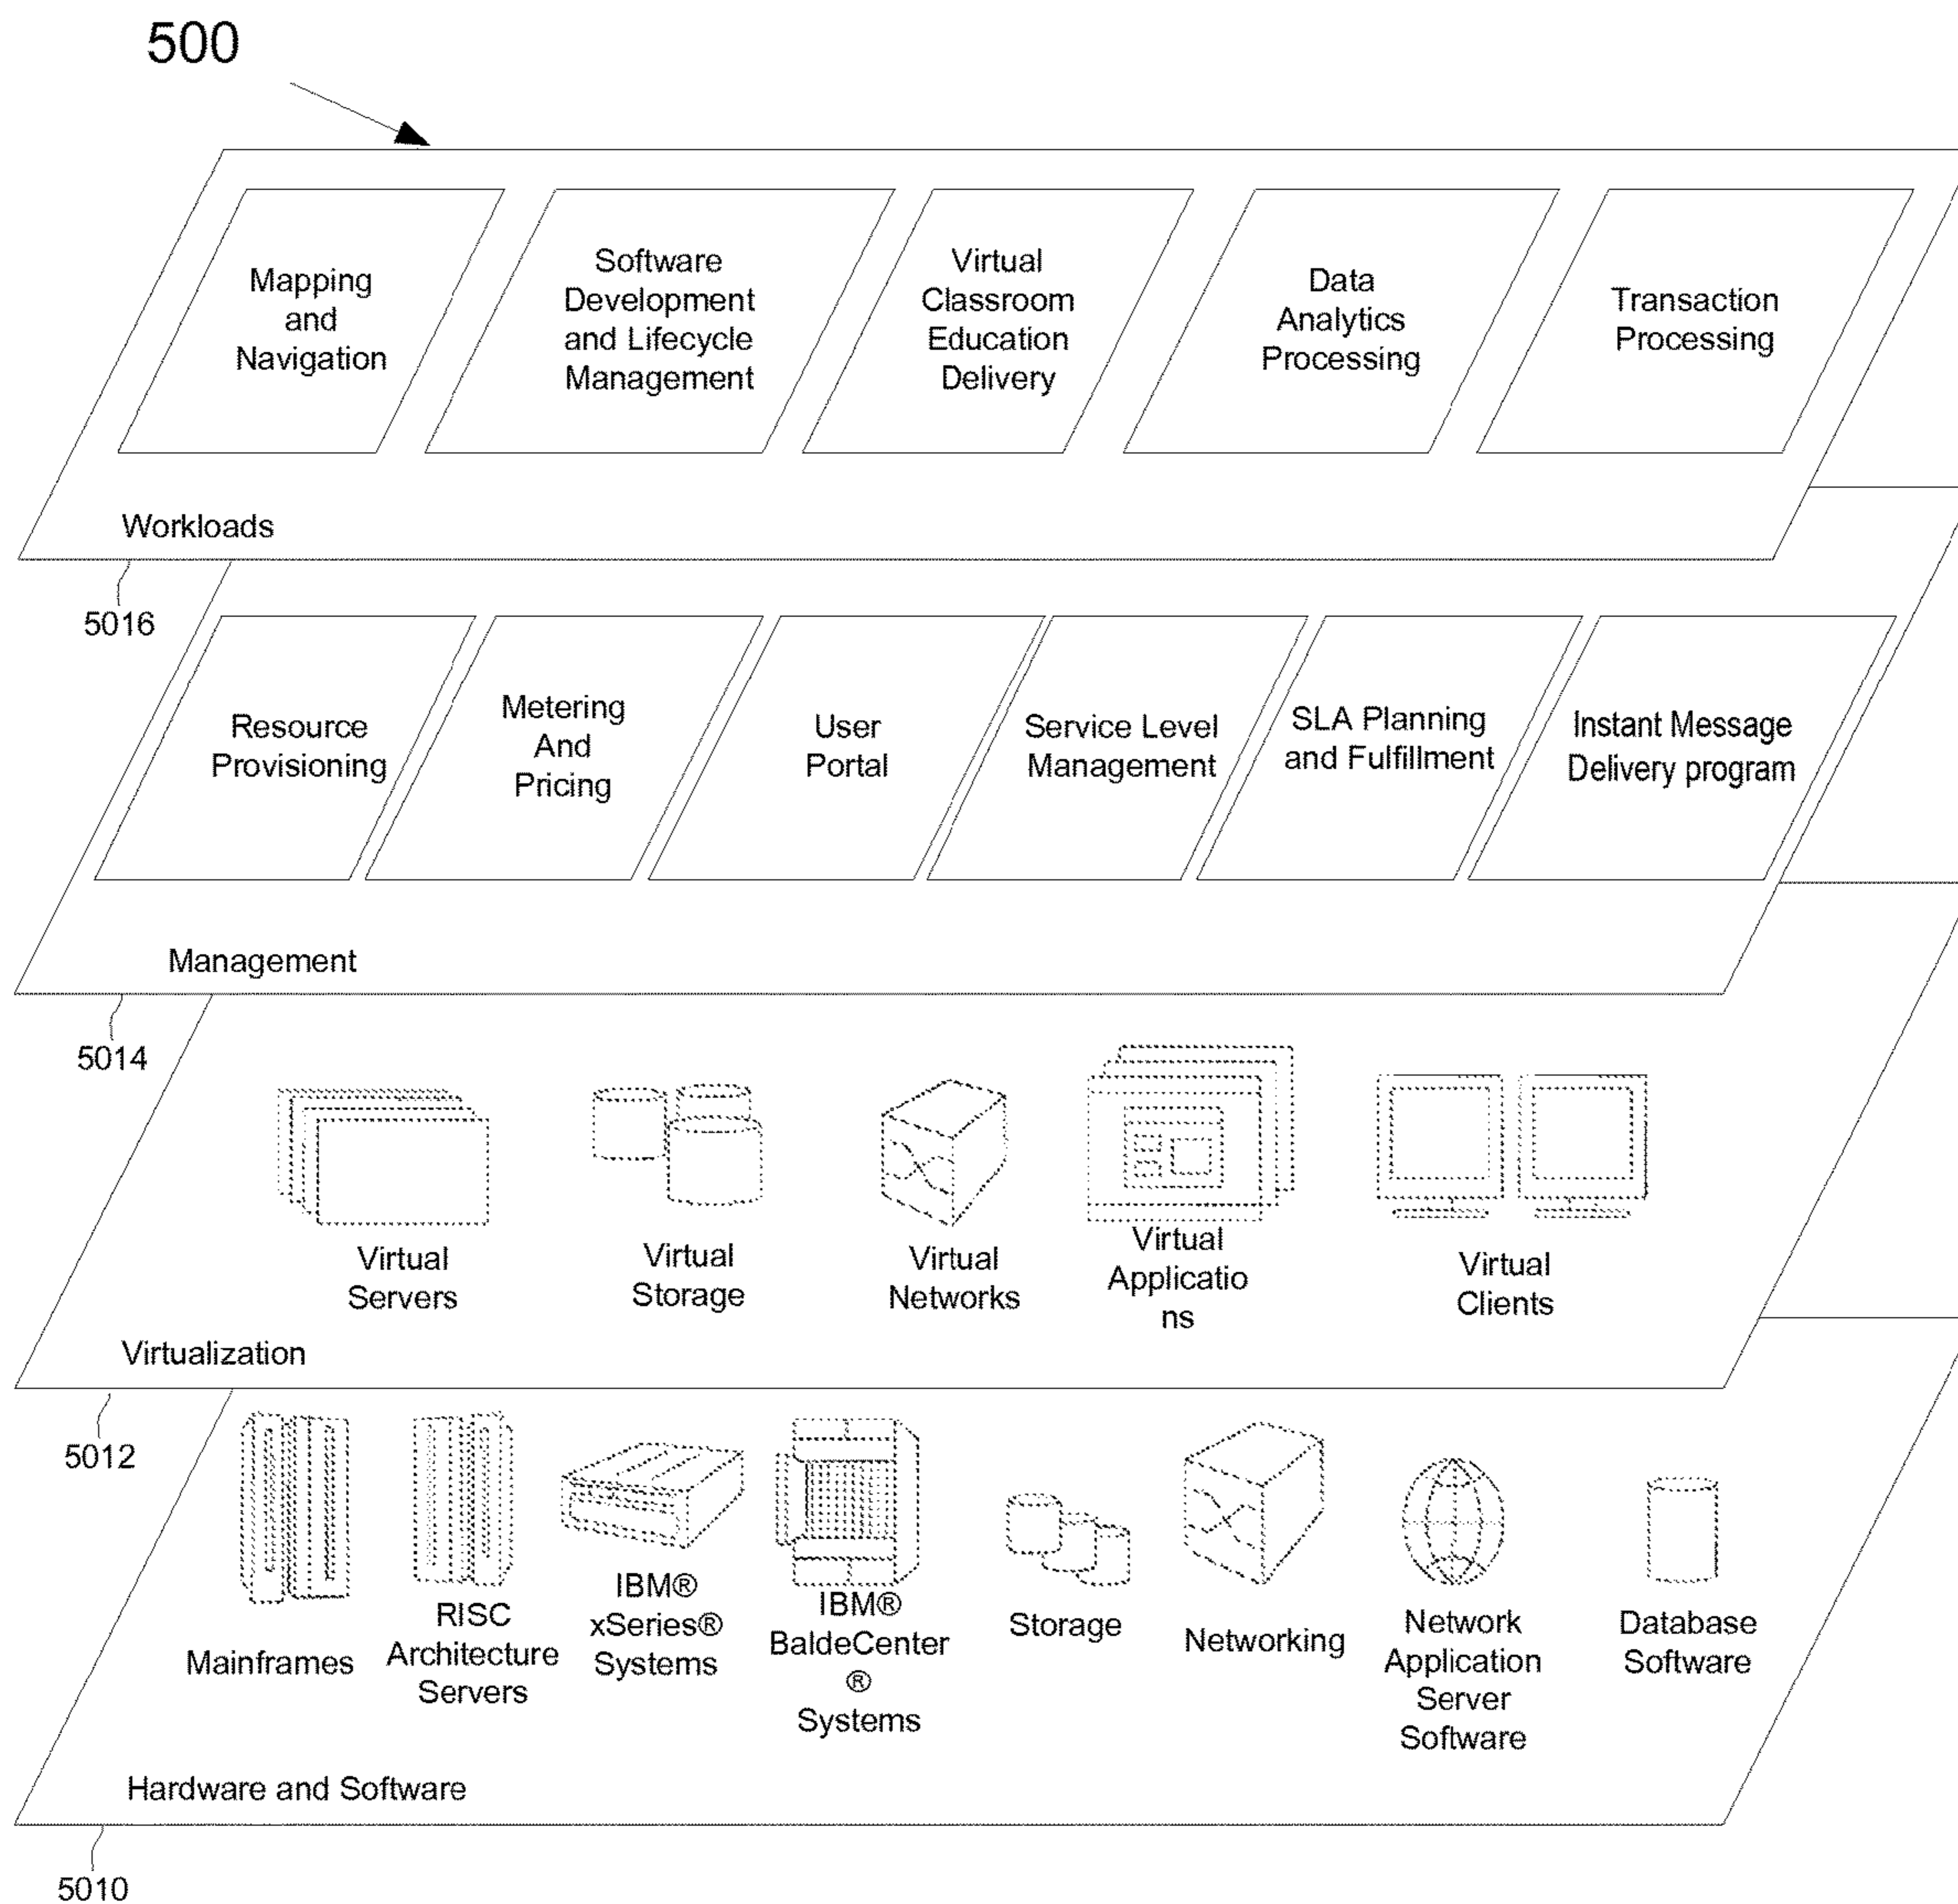 500
Mapping
and
Navigation
Software
Development
and Lifecycle
Management
Virtual
Classroom
Education
Delivery
Data
Analytics
Processing
Transaction
Processing
Workloads
5016
Resource
Provisioning
Metering
And
Pricing
User
Portal
Service Level
Management
SLA Planning
and Fulfillment
Instant Message
Delivery program
Management
5014
Virtual
Servers
Virtual
Storage
Virtual
Networks
Virtual
Applicatio
ns
Virtual
Clients
Virtualization
5012
Mainframes
RISC
Architecture
Servers
IBM®
xSeries®
Systems
IBM®
BaldeCenter
®
Systems
Storage
Networking
Network
Application
Server
Software
Database
Software
Hardware and Software
5010